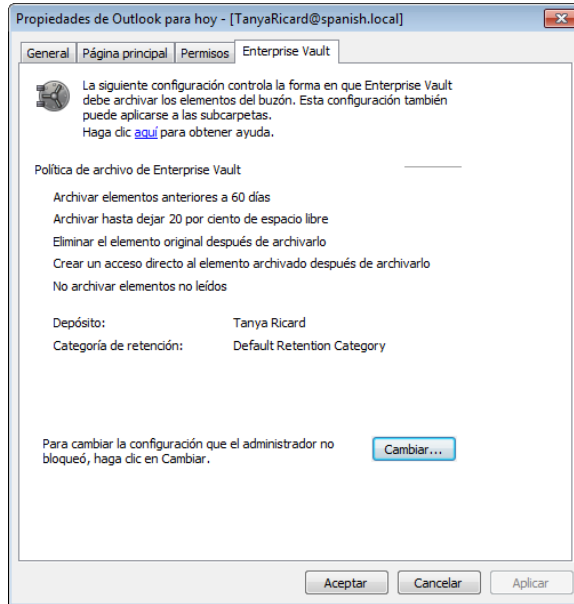 Propiedades de Outlook para hoy - [TanyaRicard@spanish.local]
General Página principal Permisos Enterprise Vault
La siguiente configuración controla la forma en que Enterprise Vault
debe archivar los elementos del buzón. Esta configuración también
puede aplicarse a las subcarpetas.
Haga clic aquí para obtener ayuda.
Política de archivo de Enterprise Vault
Archivar elementos anteriores a 60 días
Archivar hasta dejar 20 por ciento de espacio libre
Eliminar el elemento original después de archivarlo
Crear un acceso directo al elemento archivado después de archivarlo
No archivar elementos no leídos
Depósito: Tanya Ricard
Categoría de retención: Default Retention Category
Para cambiar la configuración que el administrador no
bloqueó, haga clic en Cambiar.
Cambiar...
Aceptar Cancelar Aplicar